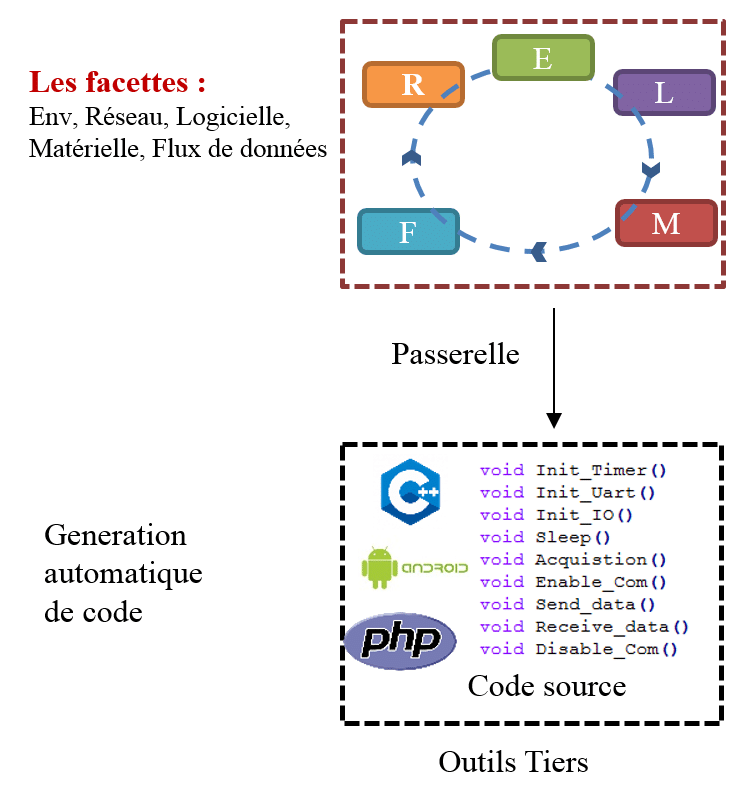 Les facettes :
Env, Réseau, Logicielle,
Matérielle, Flux de données
E
R
L
F
M
Passerelle
Generation
automatique
de code
C++
ANDROID
php
void Init_Timer()
void Init_Uart()
void Init_IO()
void Sleep()
void Acquistion()
void Enable_Com()
void Send_data()
void Receive_data()
void Disable_Com()
Code source
Outils Tiers